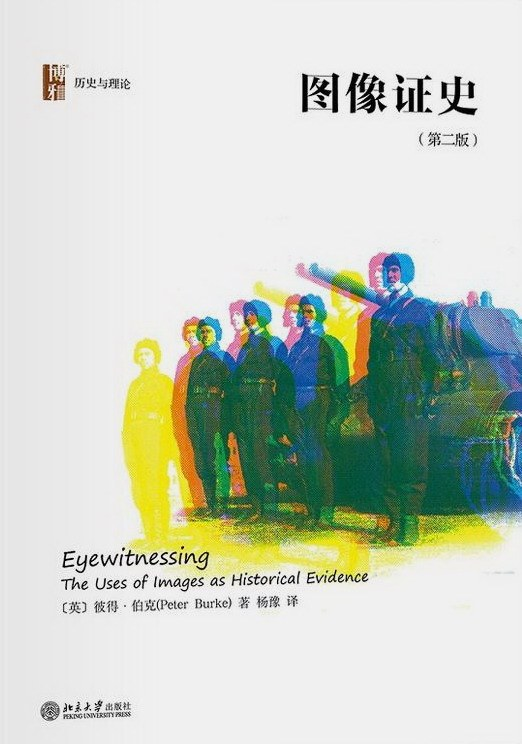 博雅
历史与理论
图像证史
（第二版）
Eyewitnessing
The Uses of Images as Historical Evidence
〔英〕彼得·伯克(Peter Burke) 著 杨豫 译
北京大学出版社
PEKING UNIVERSITY PRESS